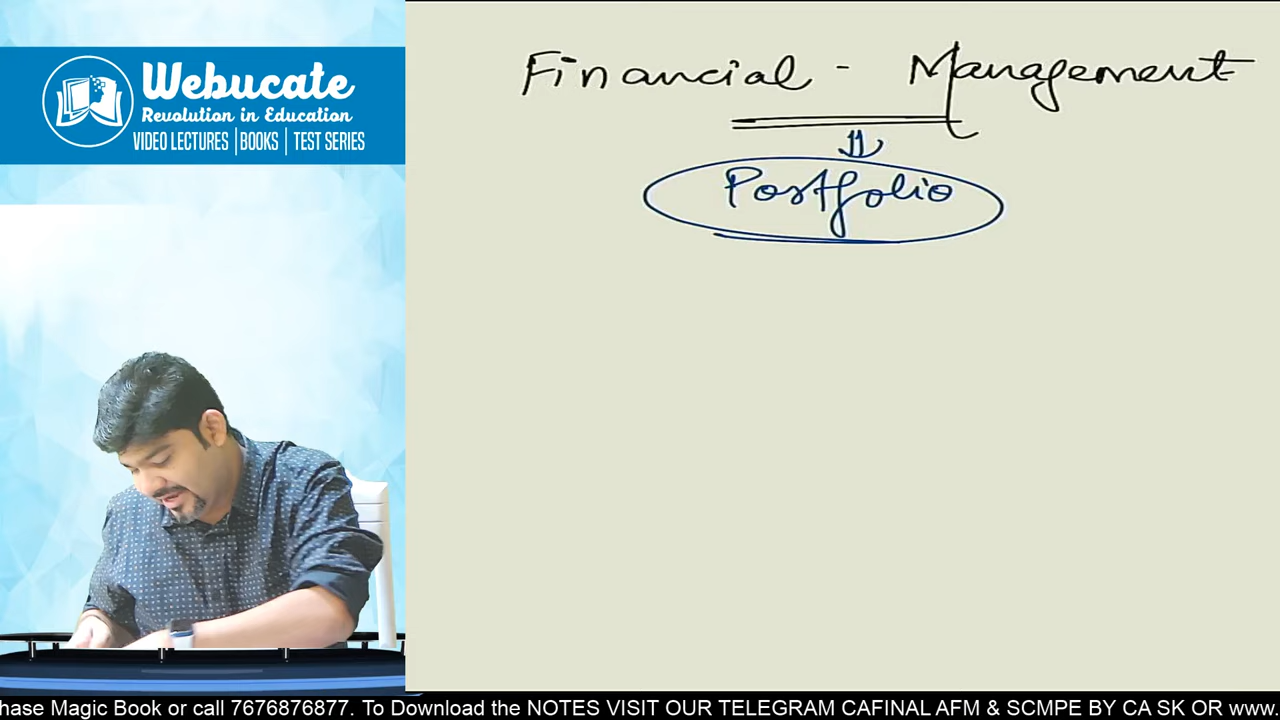 Webucate
Revolution in Education
VIDEO LECTURES | BOOKS | TEST SERIES
Financial - Management
Portfolio
hase Magic Book or call 7676876877. To Download the NOTES VISIT OUR TELEGRAM CAFINAL AFM & SCMPE BY CA SK OR www.